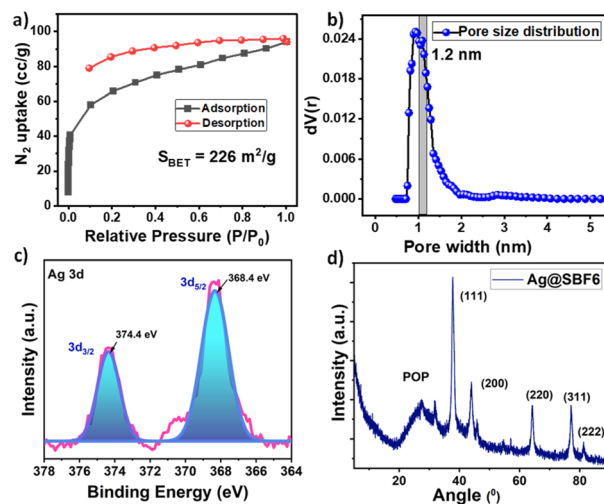 a)
N2 uptake (cc/g)
100
80
60
40
20
0
Adsorption
Desorption
SBET = 226 m²/g
0.0 0.2 0.4 0.6 0.8 1.0
Relative Pressure (P/P0)
b)
dV(r)
0.024
0.016
0.008
0.000
Pore size distribution
1.2 nm
0 1 2 3 4 5
Pore width (nm)
c)
Ag 3d
Intensity (a.u.)
3d3/2
374.4 eV
3d5/2
368.4 eV
378 376 374 372 370 368 366 364
Binding Energy (eV)
d)
Intensity (a.u.)
Ag@SBF6
POP
(111)
(200)
(220)
(311)
(222)
20 40 60 80
Angle (⁰)